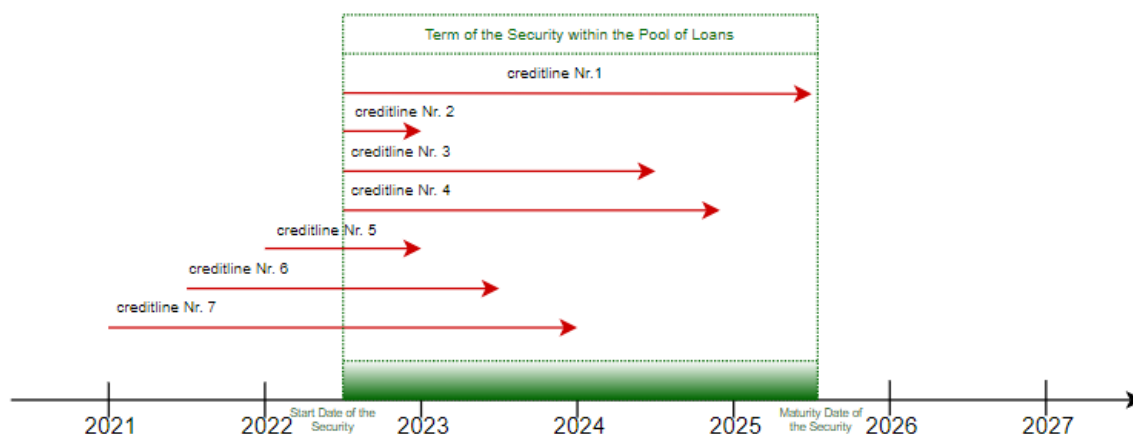 Term of the Security within the Pool of Loans
creditline Nr.1
creditline Nr. 2
creditline Nr. 3
creditline Nr. 4
creditline Nr. 5
creditline Nr. 6
creditline Nr. 7
2021
2022
Start Date of the
Security
2023
2024
2025
Maturity Date of
the Security
2026
2027